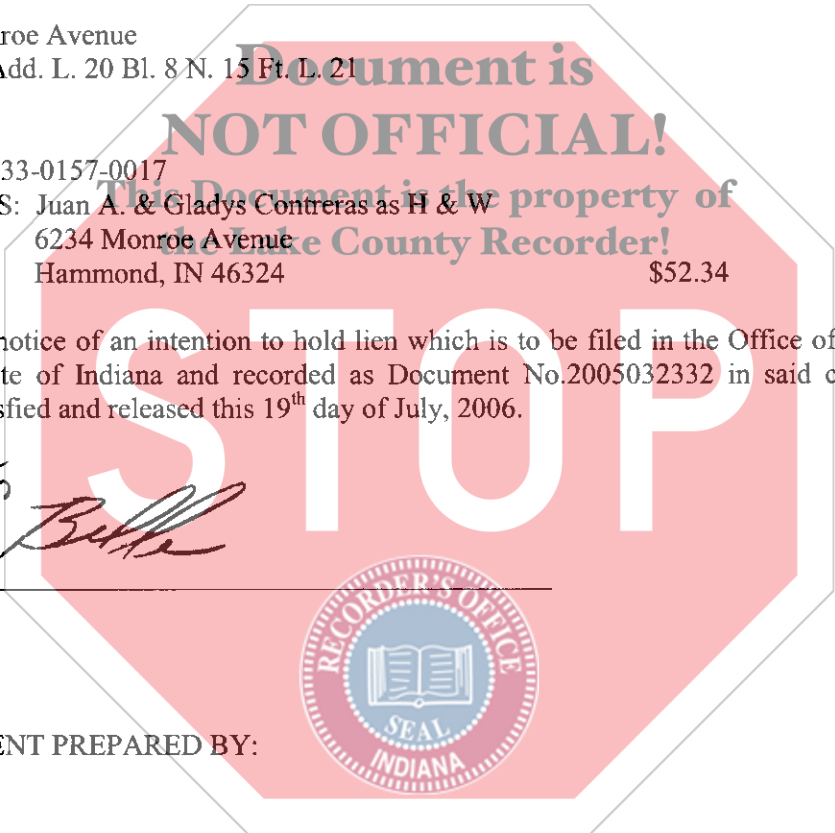 roe Avenue
Add. L. 20 Bl. 8 N. 15 Ft. L. 21
Document is
NOT OFFICIAL!
33-0157-0017
This Document is the property of
S: Juan A. & Gladys Contreras as H & W
the Lake County Recorder!
6234 Monroe Avenue
Hammond, IN 46324 $52.34
STOP
notice of an intention to hold lien which is to be filed in the Office of
te of Indiana and recorded as Document No.2005032332 in said c
sfied and released this 19th day of July, 2006.
RECORDER'S OFFICE
SEAL
INDIANA
ENT PREPARED BY: